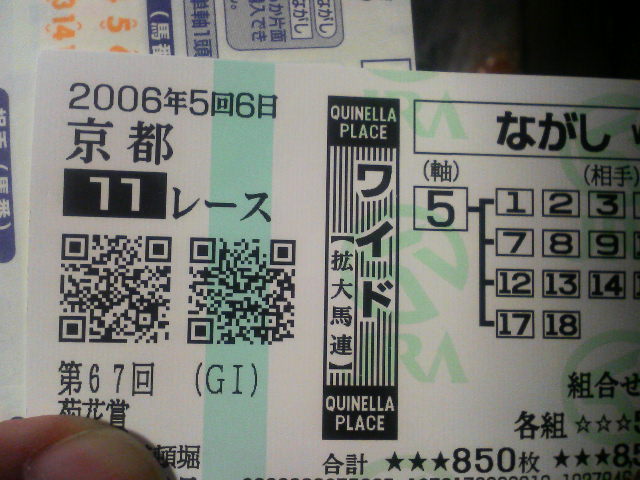 2006年5回6日
京都
11レース
第67回 (GI)
菊花賞
QUINELLA
PLACE
ワイド
【拡大馬連】
QUINELLA
PLACE
ながし
(軸) (相手)
5 1 2 3
7 8 9
12 13 14
17 18
組合せ
各組 ☆☆☆5
合計 ★★★850枚 ★★★85